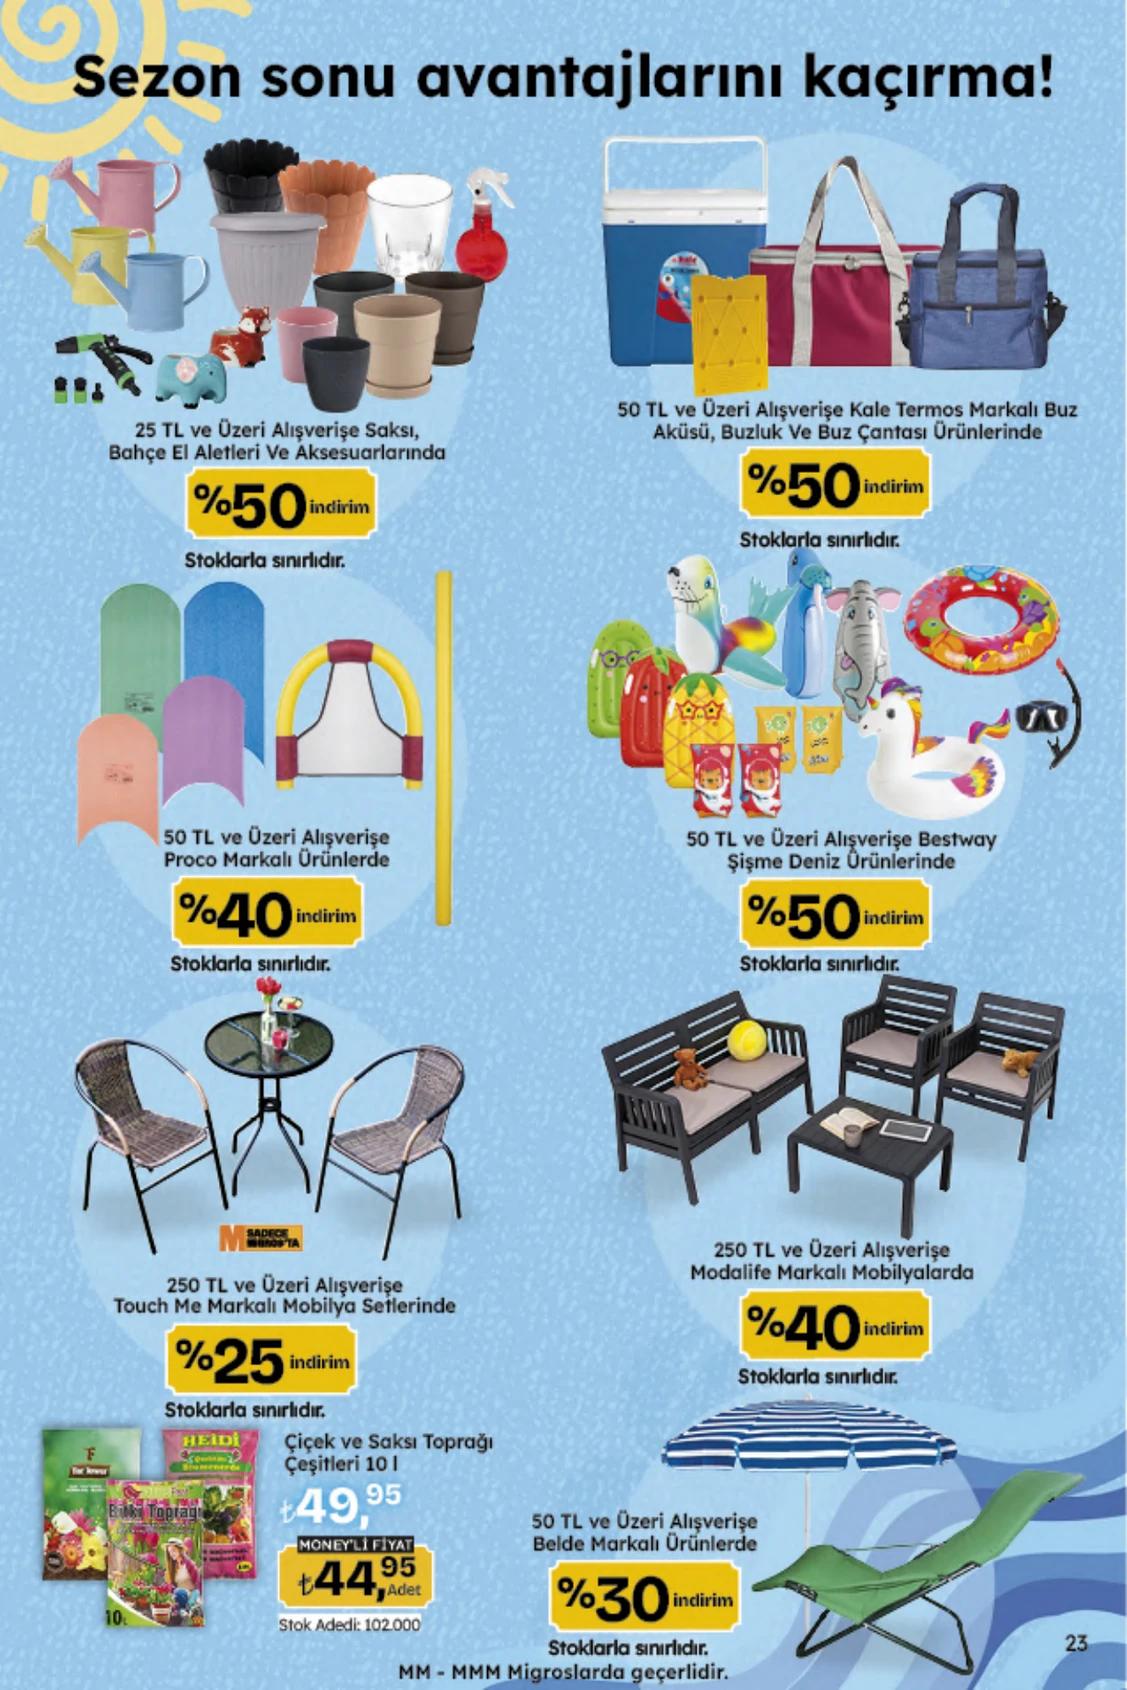 Sezon sonu avantajlarını kaçırma!
25 TL ve Üzeri Alışverişe Saksı,
Bahçe El Aletleri Ve Aksesuarlarında
%50 indirim
Stoklarla sınırlıdır.
50 TL ve Üzeri Alışverişe Kale Termos Markalı Buz
Aküsü, Buzluk Ve Buz Çantası Ürünlerinde
%50 indirim
Stoklarla sınırlıdır.
50 TL ve Üzeri Alışverişe
Proco Markalı Ürünlerde
%40 indirim
Stoklarla sınırlıdır.
50 TL ve Üzeri Alışverişe Bestway
Şişme Deniz Ürünlerinde
%50 indirim
Stoklarla sınırlıdır.
M SADECE
MİGROS'TA
250 TL ve Üzeri Alışverişe
Touch Me Markalı Mobilya Setlerinde
%25 indirim
Stoklarla sınırlıdır.
250 TL ve Üzeri Alışverişe
Modalife Markalı Mobilyalarda
%40 indirim
Stoklarla sınırlıdır.
HEIDI
Bitki Toprağı
10L
Çiçek ve Saksı Toprağı
Çeşitleri 10 l
₺49,95
MONEY'Lİ FİYAT
₺44,95
Adet
Stok Adedi: 102.000
50 TL ve Üzeri Alışverişe
Belde Markalı Ürünlerde
%30 indirim
Stoklarla sınırlıdır.
MM - MMM Migroslarda geçerlidir.
23